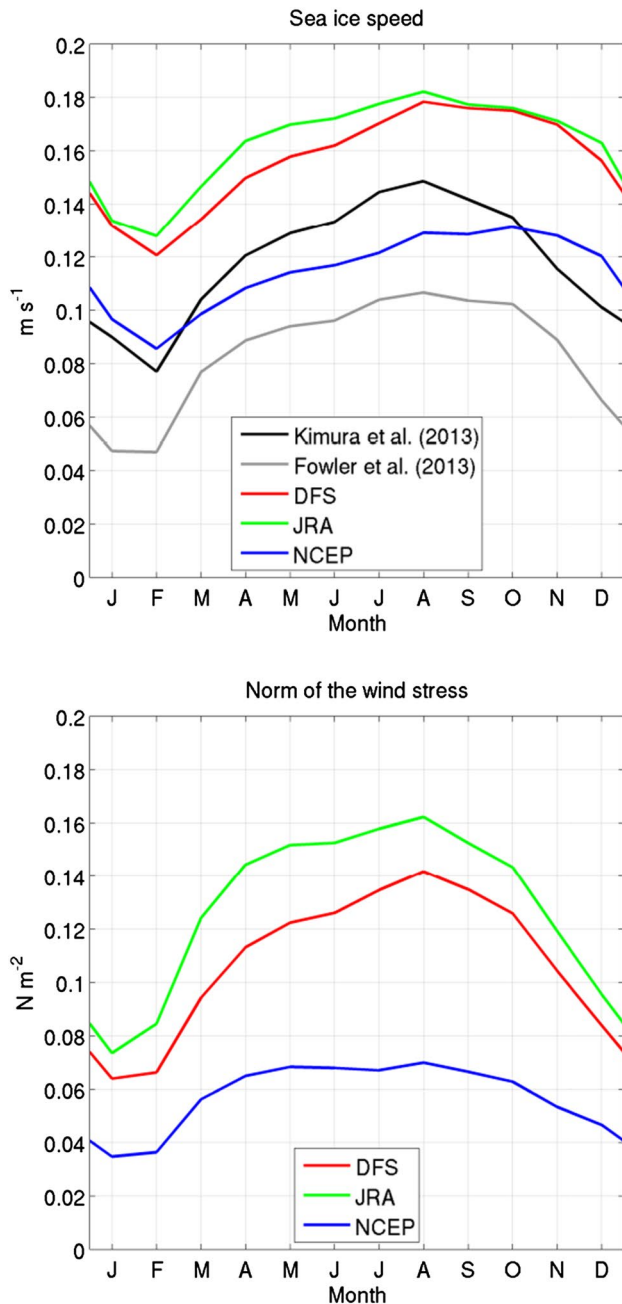 Sea ice speed
0.2
0.18
0.16
0.14
0.12
0.1
0.08
0.06
0.04
0.02
0
m s⁻¹
Kimura et al. (2013)
Fowler et al. (2013)
DFS
JRA
NCEP
J F M A M J J A S O N D
Month
Norm of the wind stress
0.2
0.18
0.16
0.14
0.12
0.1
0.08
0.06
0.04
0.02
0
N m⁻²
DFS
JRA
NCEP
J F M A M J J A S O N D
Month